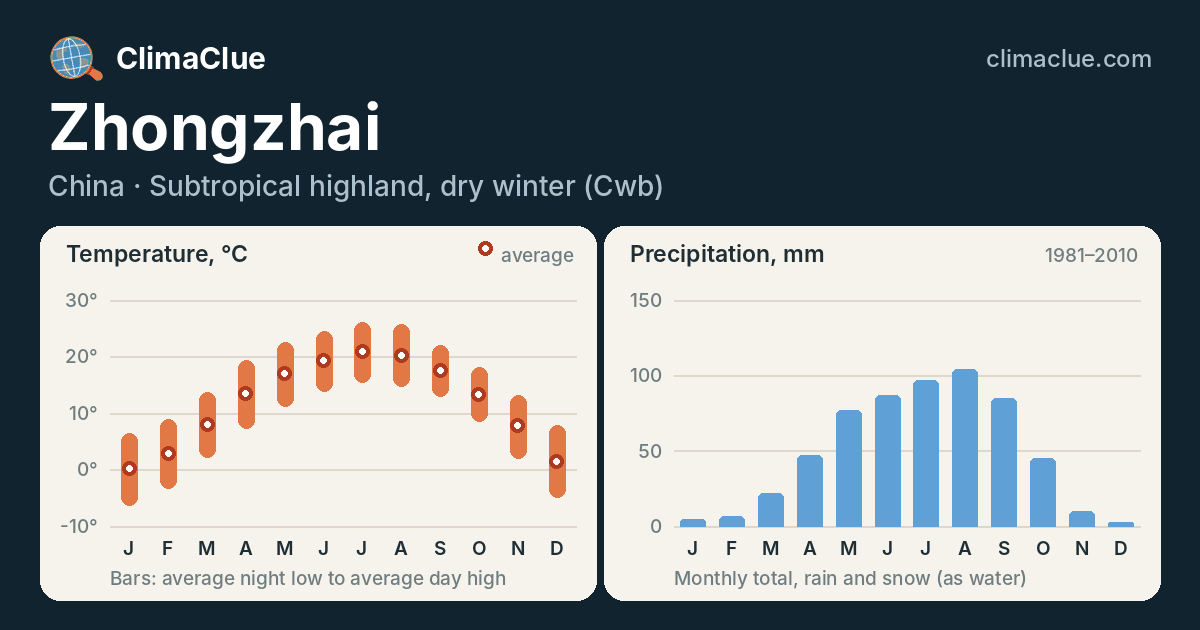 ClimaClue
climaclue.com
Zhongzhai
China · Subtropical highland, dry winter (Cwb)
Temperature, °C
average
30°
20°
10°
0°
-10°
J F M A M J J A S O N D
Bars: average night low to average day high
Precipitation, mm
1981–2010
150
100
50
0
J F M A M J J A S O N D
Monthly total, rain and snow (as water)